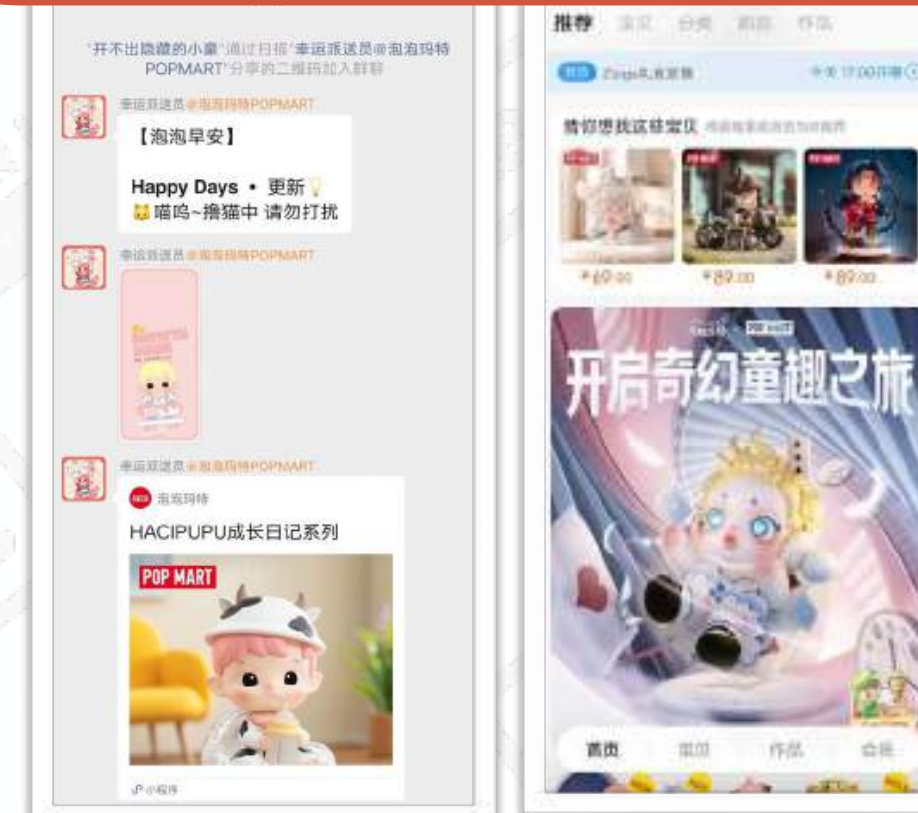 "开不出隐藏的小童"通过扫描"幸运派送员@泡泡玛特
POPMART"分享的二维码加入群聊
幸运派送员@泡泡玛特POPMART
【泡泡早安】
Happy Days • 更新
喵呜~撸猫中 请勿打扰
幸运派送员@泡泡玛特POPMART
幸运派送员@泡泡玛特POPMART
泡泡玛特
HACIPUPU成长日记系列
POP MART
小程序
推荐 宝贝 分类 作品
猜你想找这些宝贝
POP MART
¥69.00 ¥89.00 ¥89.00
POP MART
开启奇幻童趣之旅
首页 宝贝 作品